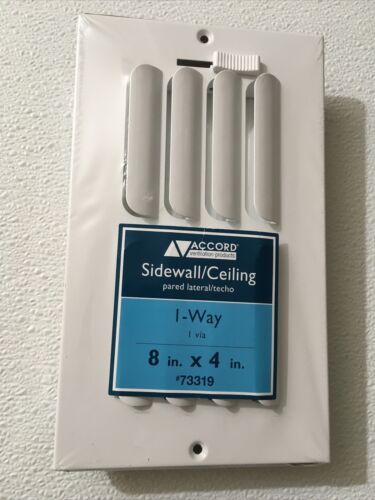 ACCORD®
ventilation products
Sidewall/Ceiling
pared lateral/techo
1-Way
1 vía
8 in. x 4 in.
#73319